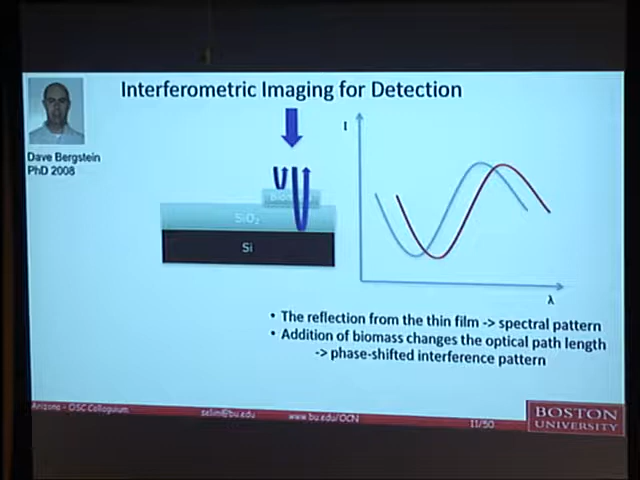 Interferometric Imaging for Detection
Dave Bergstein
PhD 2008
I
SiO2
Si
λ
• The reflection from the thin film -> spectral pattern
• Addition of biomass changes the optical path length
-> phase-shifted interference pattern
Arizona - OSC Colloquium
selim@bu.edu
www.bu.edu/OCN
11/50
BOSTON
UNIVERSITY